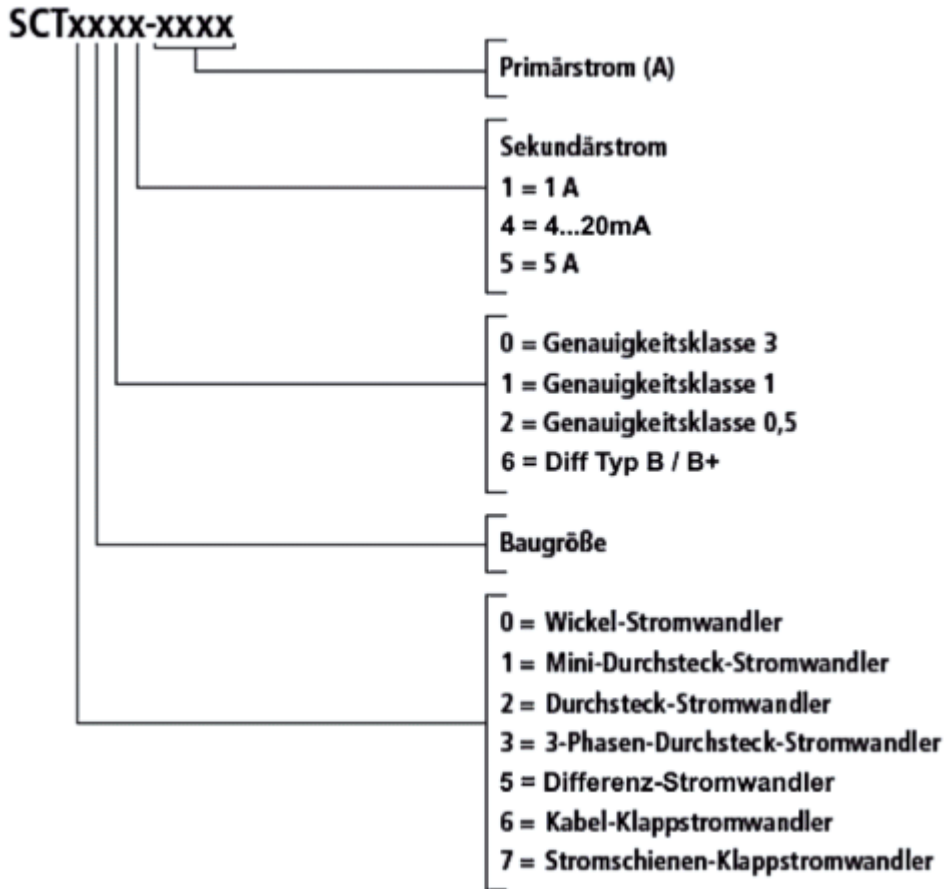 SCTxxxx-xxxx
Primärstrom (A)
Sekundärstrom
1 = 1 A
4 = 4...20mA
5 = 5 A
0 = Genauigkeitsklasse 3
1 = Genauigkeitsklasse 1
2 = Genauigkeitsklasse 0,5
6 = Diff Typ B / B+
Baugröße
0 = Wickel-Stromwandler
1 = Mini-Durchsteck-Stromwandler
2 = Durchsteck-Stromwandler
3 = 3-Phasen-Durchsteck-Stromwandler
5 = Differenz-Stromwandler
6 = Kabel-Klappstromwandler
7 = Stromschienen-Klappstromwandler